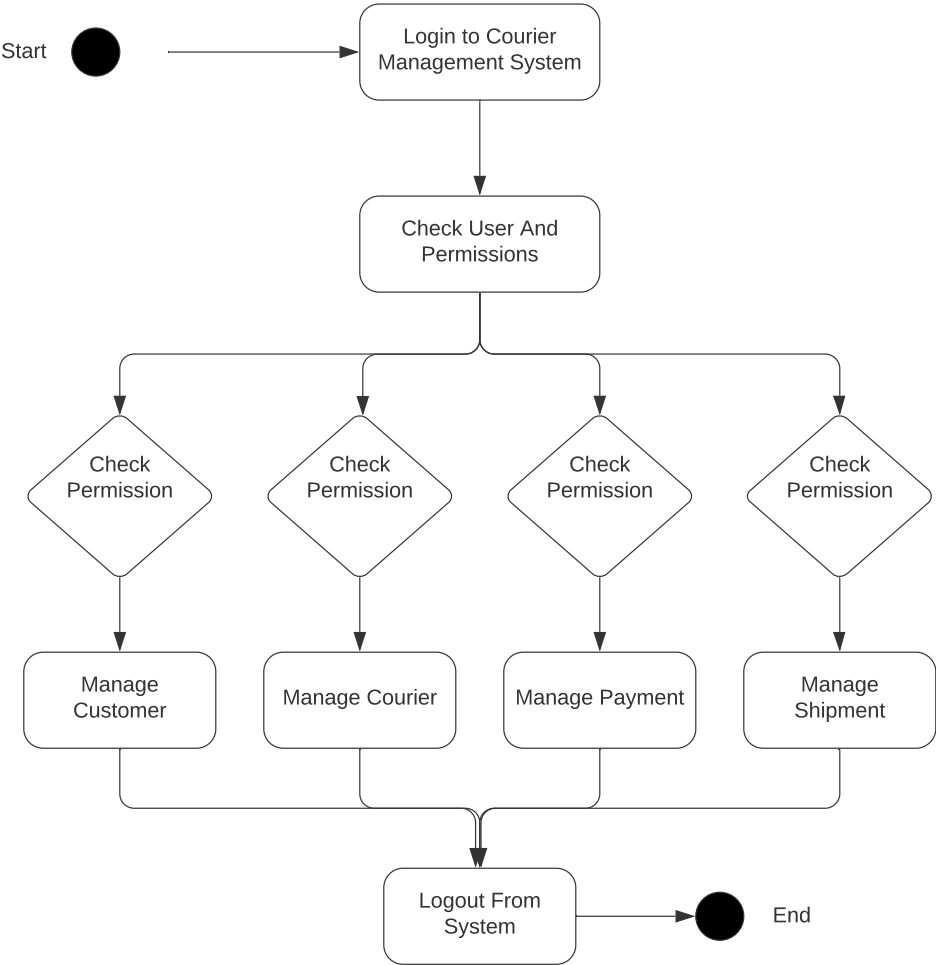 Start
Login to Courier
Management System
Check User And
Permissions
Check
Permission
Check
Permission
Check
Permission
Check
Permission
Manage
Customer
Manage Courier
Manage Payment
Manage
Shipment
Logout From
System
End